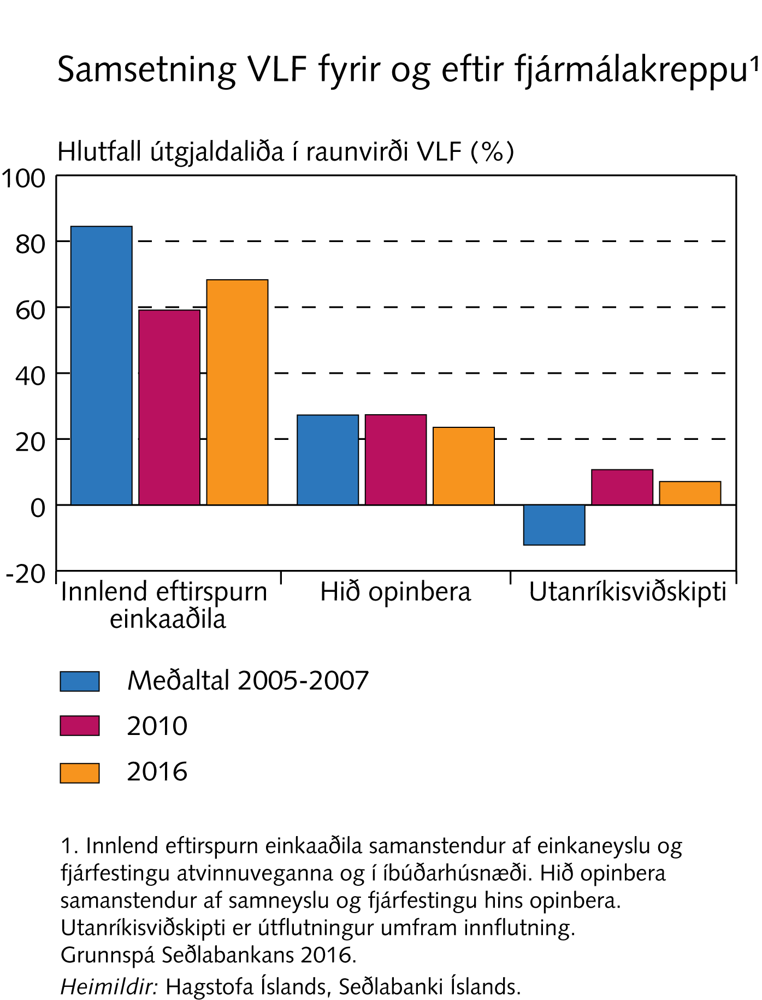 Samsetning VLF fyrir og eftir fjármálakreppu¹
Hlutfall útgjaldaliða í raunvirði VLF (%)
100
80
60
40
20
0
-20
Innlend eftirspurn
einkaaðila
Hið opinbera
Utanríkisviðskipti
Meðaltal 2005-2007
2010
2016
1. Innlend eftirspurn einkaaðila samanstendur af einkaneyslu og
fjárfestingu atvinnuveganna og í íbúðarhúsnæði. Hið opinbera
samanstendur af samneyslu og fjárfestingu hins opinbera.
Utanríkisviðskipti er útflutningur umfram innflutning.
Grunnspá Seðlabankans 2016.
Heimildir: Hagstofa Íslands, Seðlabanki Íslands.